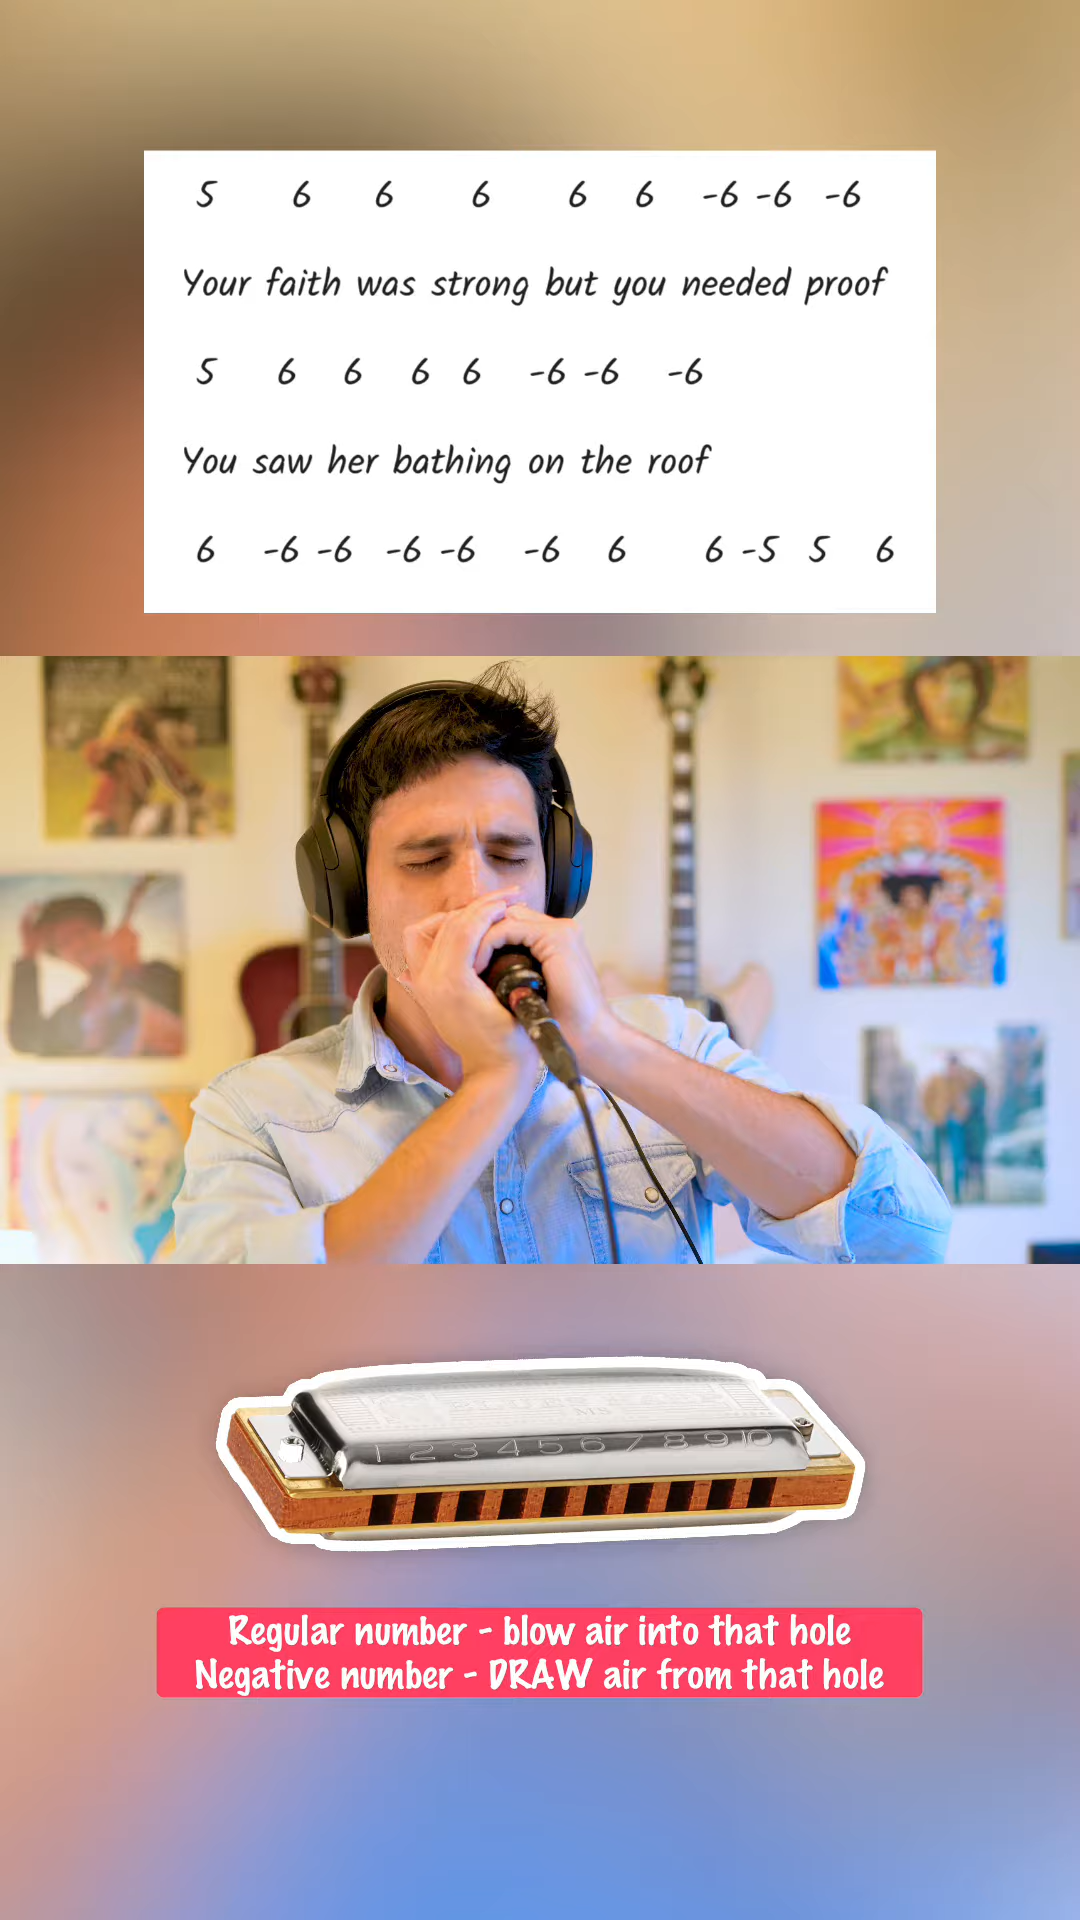 5 6 6 6 6 6 -6 -6 -6
Your faith was strong but you needed proof
5 6 6 6 6 -6 -6 -6
You saw her bathing on the roof
6 -6 -6 -6 -6 -6 6 6 -5 5 6
1 2 3 4 5 6 7 8 9 10
Regular number - blow air into that hole
Negative number - DRAW air from that hole